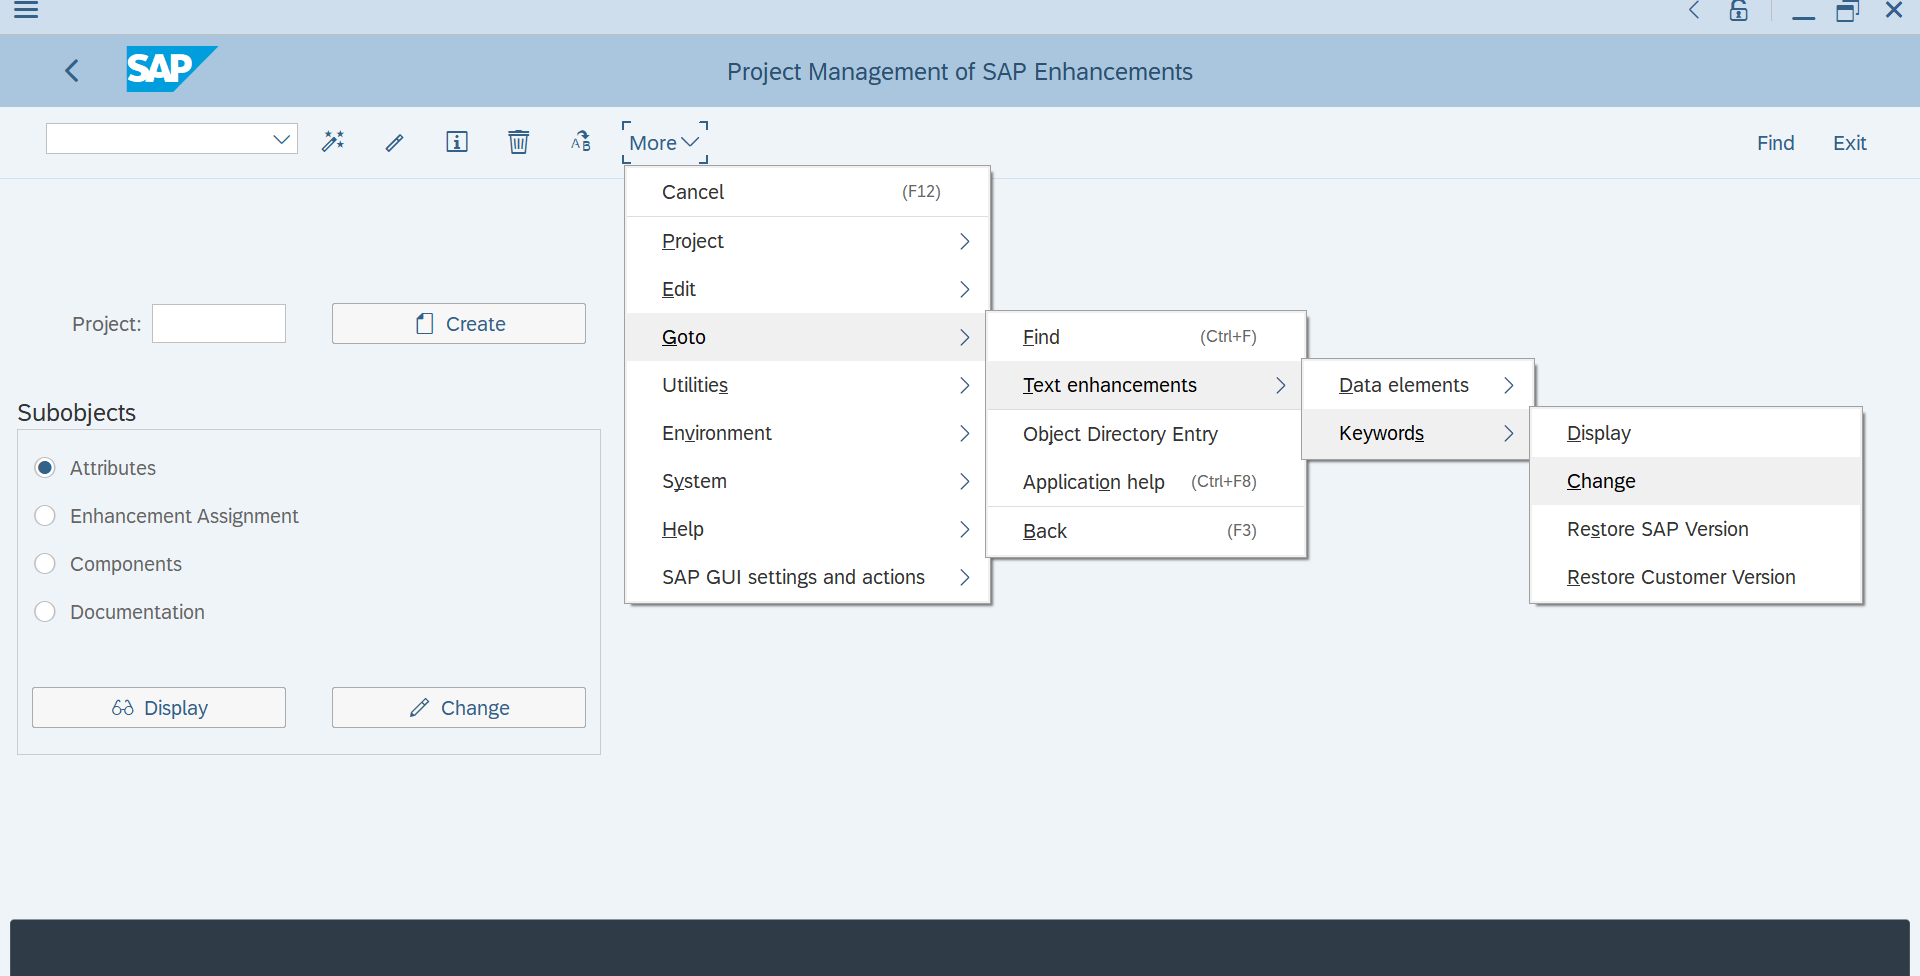 SAP
Project Management of SAP Enhancements
A B
More
Find
Exit
Cancel (F12)
Project
Edit
Goto
Utilities
Environment
System
Help
SAP GUI settings and actions
Find (Ctrl+F)
Text enhancements
Object Directory Entry
Application help (Ctrl+F8)
Back (F3)
Data elements
Keywords
Display
Change
Restore SAP Version
Restore Customer Version
Project:
Create
Subobjects
Attributes
Enhancement Assignment
Components
Documentation
Display
Change